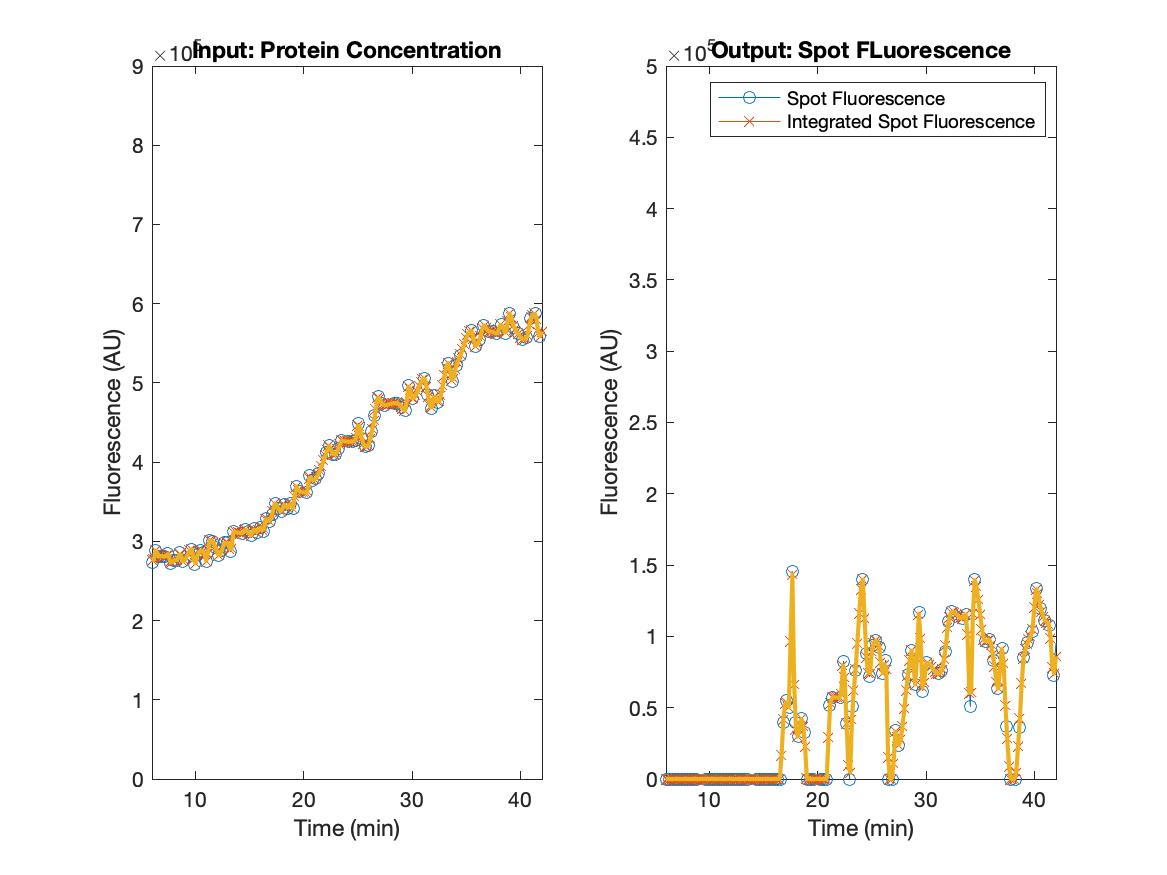 ×10⁵
Input: Protein Concentration
9
8
7
6
5
4
3
2
1
0
10 20 30 40
Time (min)
Fluorescence (AU)
×10⁵
Output: Spot FLuorescence
Spot Fluorescence
Integrated Spot Fluorescence
5
4.5
4
3.5
3
2.5
2
1.5
1
0.5
0
10 20 30 40
Time (min)
Fluorescence (AU)